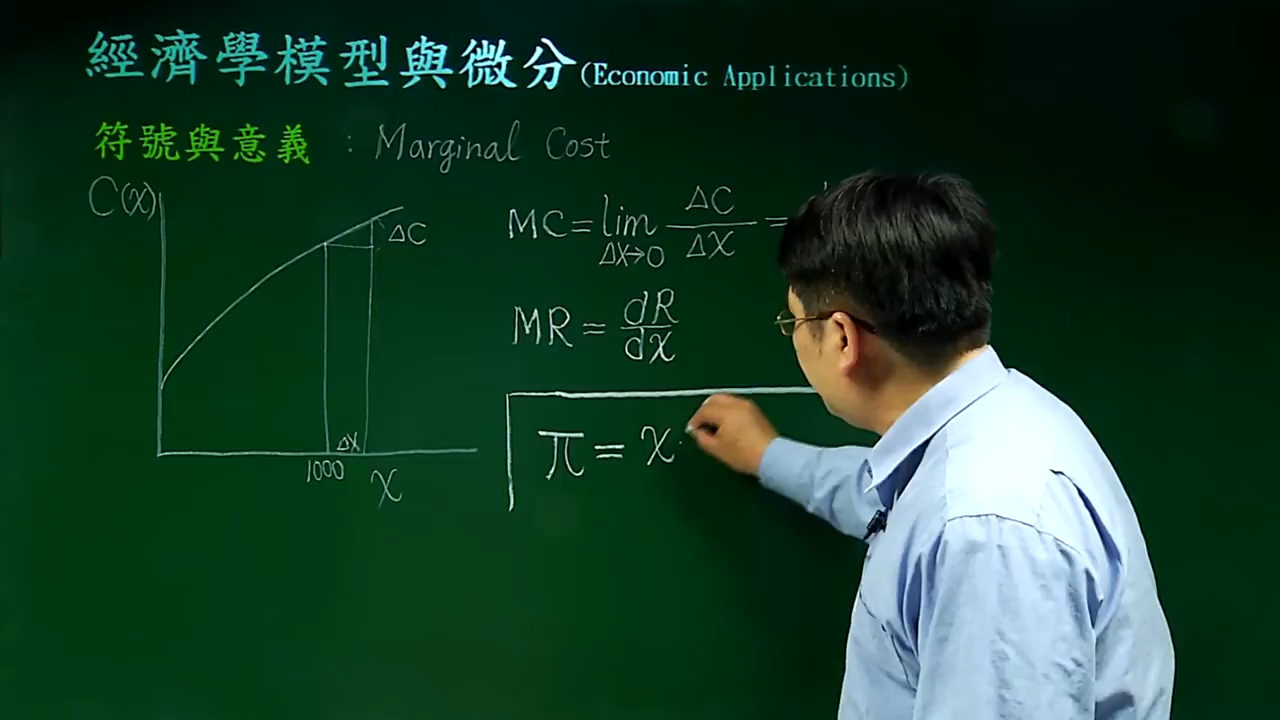 經濟學模型與微分(Economic Applications)
符號與意義 : Marginal Cost
C(x)
ΔC
Δx
1000
x
MC = lim Δx→0 ΔC/Δx =
MR = dR/dx
π = x ·